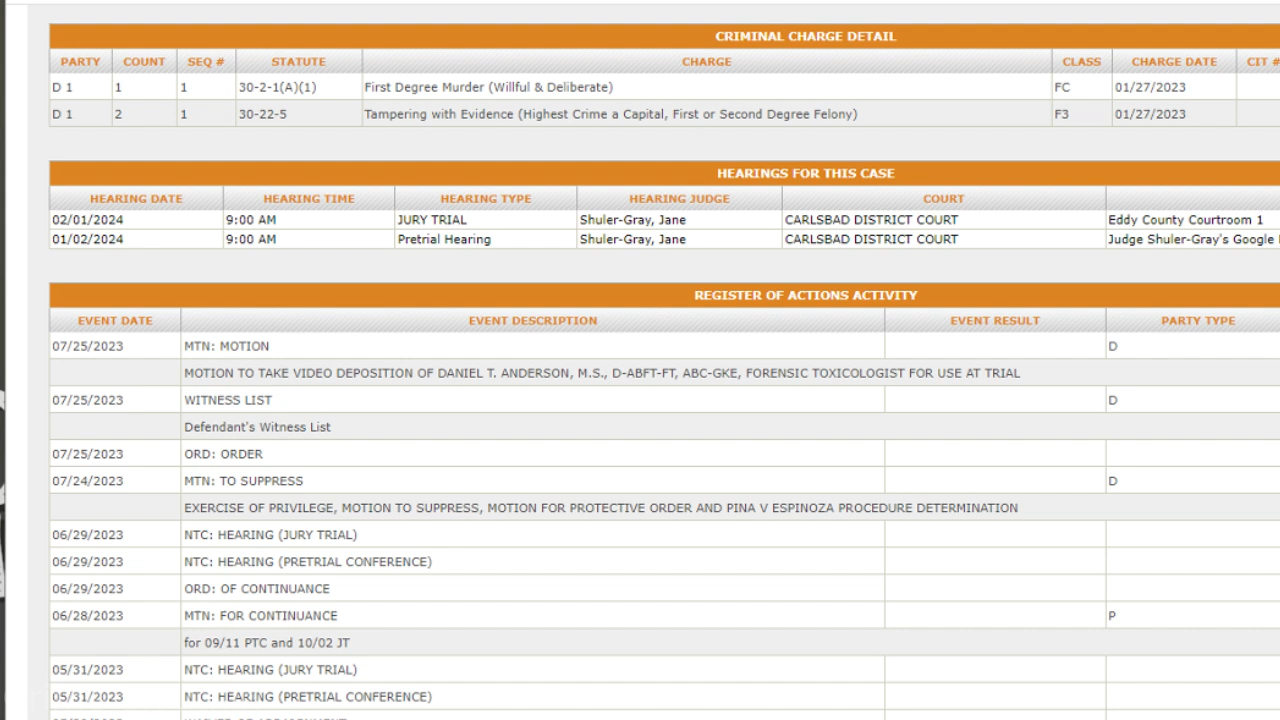 CRIMINAL CHARGE DETAIL
PARTY COUNT SEQ # STATUTE CHARGE CLASS CHARGE DATE CIT #
D 1 1 1 30-2-1(A)(1) First Degree Murder (Willful & Deliberate) FC 01/27/2023
D 1 2 1 30-22-5 Tampering with Evidence (Highest Crime a Capital, First or Second Degree Felony) F3 01/27/2023
HEARINGS FOR THIS CASE
HEARING DATE HEARING TIME HEARING TYPE HEARING JUDGE COURT
02/01/2024 9:00 AM JURY TRIAL Shuler-Gray, Jane CARLSBAD DISTRICT COURT Eddy County Courtroom 1
01/02/2024 9:00 AM Pretrial Hearing Shuler-Gray, Jane CARLSBAD DISTRICT COURT Judge Shuler-Gray's Google
REGISTER OF ACTIONS ACTIVITY
EVENT DATE EVENT DESCRIPTION EVENT RESULT PARTY TYPE
07/25/2023 MTN: MOTION D
MOTION TO TAKE VIDEO DEPOSITION OF DANIEL T. ANDERSON, M.S., D-ABFT-FT, ABC-GKE, FORENSIC TOXICOLOGIST FOR USE AT TRIAL
07/25/2023 WITNESS LIST D
Defendant's Witness List
07/25/2023 ORD: ORDER
07/24/2023 MTN: TO SUPPRESS D
EXERCISE OF PRIVILEGE, MOTION TO SUPPRESS, MOTION FOR PROTECTIVE ORDER AND PINA V ESPINOZA PROCEDURE DETERMINATION
06/29/2023 NTC: HEARING (JURY TRIAL)
06/29/2023 NTC: HEARING (PRETRIAL CONFERENCE)
06/29/2023 ORD: OF CONTINUANCE
06/28/2023 MTN: FOR CONTINUANCE P
for 09/11 PTC and 10/02 JT
05/31/2023 NTC: HEARING (JURY TRIAL)
05/31/2023 NTC: HEARING (PRETRIAL CONFERENCE)